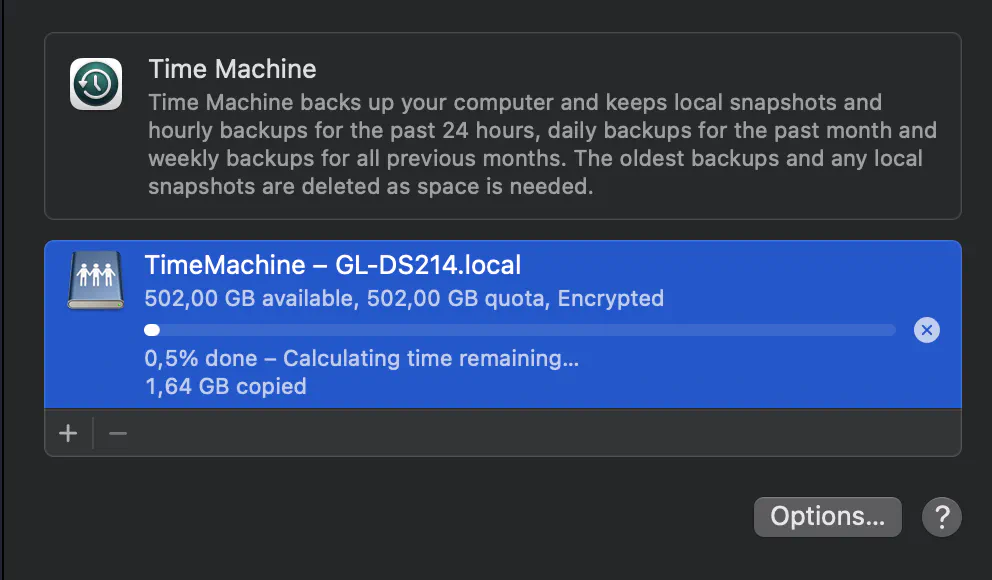 Time Machine
Time Machine backs up your computer and keeps local snapshots and
hourly backups for the past 24 hours, daily backups for the past month and
weekly backups for all previous months. The oldest backups and any local
snapshots are deleted as space is needed.
TimeMachine – GL-DS214.local
502,00 GB available, 502,00 GB quota, Encrypted
0,5% done – Calculating time remaining...
1,64 GB copied
Options...
?